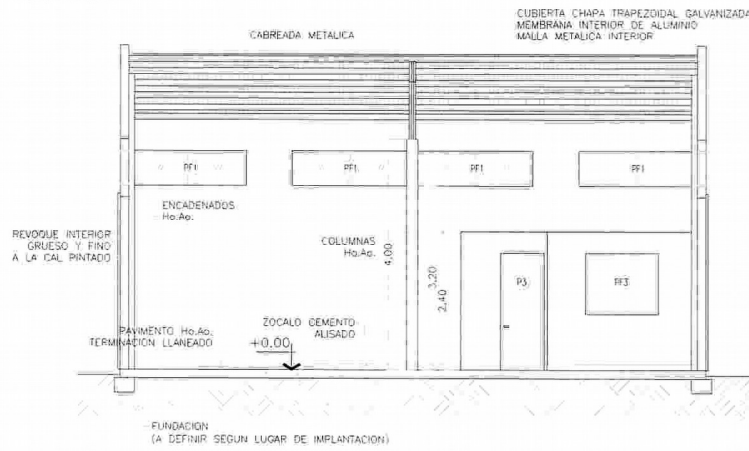 CUBIERTA CHAPA TRAPEZOIDAL GALVANIZADA
MEMBRANA INTERIOR DE ALUMINIO
MALLA METALICA INTERIOR
CABREADA METALICA
PF1
PF1
PF1
PF1
ENCADENADOS
Ho.Ao.
REVOQUE INTERIOR
GRUESO Y FINO
A LA CAL PINTADO
COLUMNAS
Ho.Ao.
4,00
3,20
2,40
P3
PF3
PAVIMENTO Ho.Ao.
TERMINACION LLANEADO
ZOCALO CEMENTO
ALISADO
+0.00
FUNDACION
(A DEFINIR SEGUN LUGAR DE IMPLANTACION)